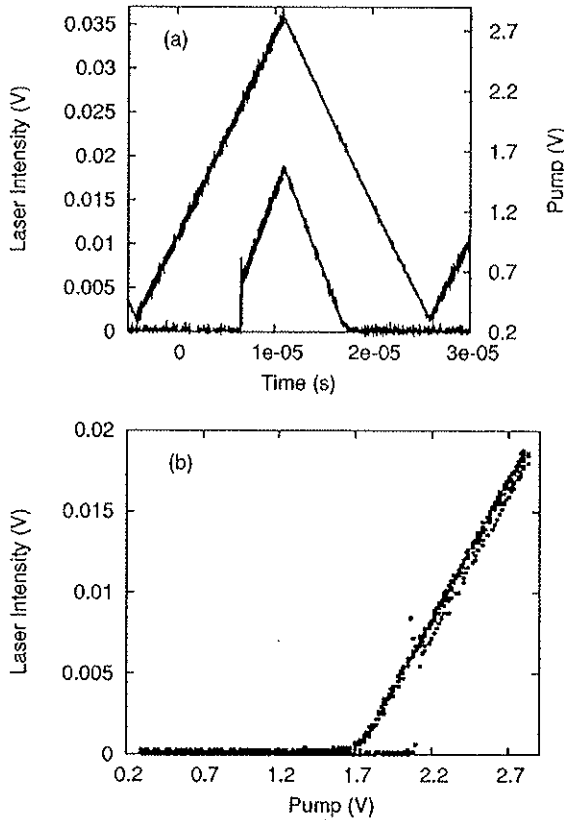 (a)
Laser Intensity (V)
0.035
0.03
0.025
0.02
0.015
0.01
0.005
0
2.7
2.2
1.7
1.2
0.7
0.2
Pump (V)
0 1e-05 2e-05 3e-05
Time (s)
(b)
Laser Intensity (V)
0.02
0.015
0.01
0.005
0
0.2 0.7 1.2 1.7 2.2 2.7
Pump (V)